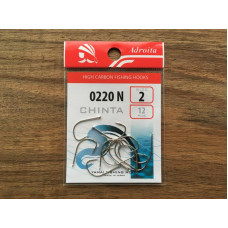 Adroita
HIGH CARBON FISHING HOOKS
0220 N
2
CHINTA
12